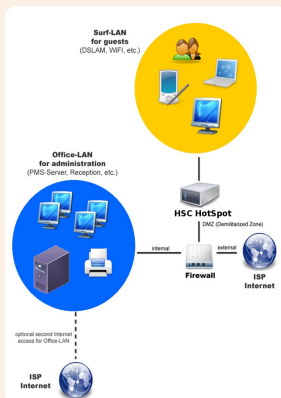 Surf-LAN
for guests
(DSLAM, WiFi, etc.)
Office-LAN
for administration
(PMS-Server, Reception, etc.)
HSC HotSpot
DMZ (Demilitarized Zone)
internal
external
Firewall
ISP
Internet
optional second Internet
access for Office-LAN
ISP
Internet